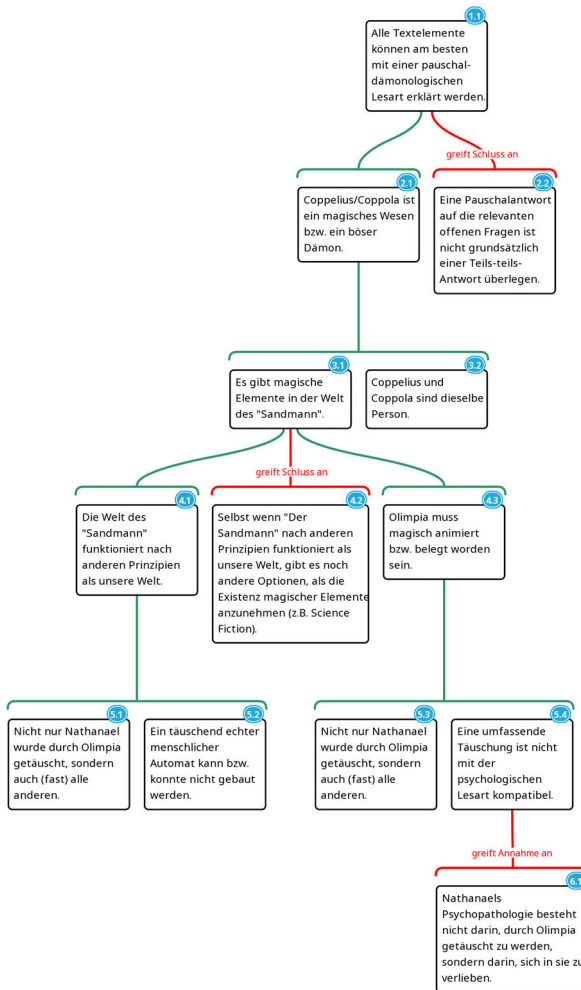 1.1
Alle Textelemente
können am besten
mit einer pauschal-
dämonologischen
Lesart erklärt werden.
greift Schluss an
2.1
Coppelius/Coppola ist
ein magisches Wesen
bzw. ein böser
Dämon.
2.2
Eine Pauschalantwort
auf die relevanten
offenen Fragen ist
nicht grundsätzlich
einer Teils-teils-
Antwort überlegen.
3.1
Es gibt magische
Elemente in der Welt
des "Sandmann".
3.2
Coppelius und
Coppola sind dieselbe
Person.
greift Schluss an
4.1
Die Welt des
"Sandmann"
funktioniert nach
anderen Prinzipien
als unsere Welt.
4.2
Selbst wenn "Der
Sandmann" nach anderen
Prinzipien funktioniert als
unsere Welt, gibt es noch
andere Optionen, als die
Existenz magischer Elemente
anzunehmen (z.B. Science
Fiction).
4.3
Olimpia muss
magisch animiert
bzw. belegt worden
sein.
5.1
Nicht nur Nathanael
wurde durch Olimpia
getäuscht, sondern
auch (fast) alle
anderen.
5.2
Ein täuschend echter
menschlicher
Automat kann bzw.
konnte nicht gebaut
werden.
5.3
Nicht nur Nathanael
wurde durch Olimpia
getäuscht, sondern
auch (fast) alle
anderen.
5.4
Eine umfassende
Täuschung ist nicht
mit der
psychologischen
Lesart kompatibel.
greift Annahme an
6.1
Nathanaels
Psychopathologie besteht
nicht darin, durch Olimpia
getäuscht zu werden,
sondern darin, sich in sie zu
verlieben.